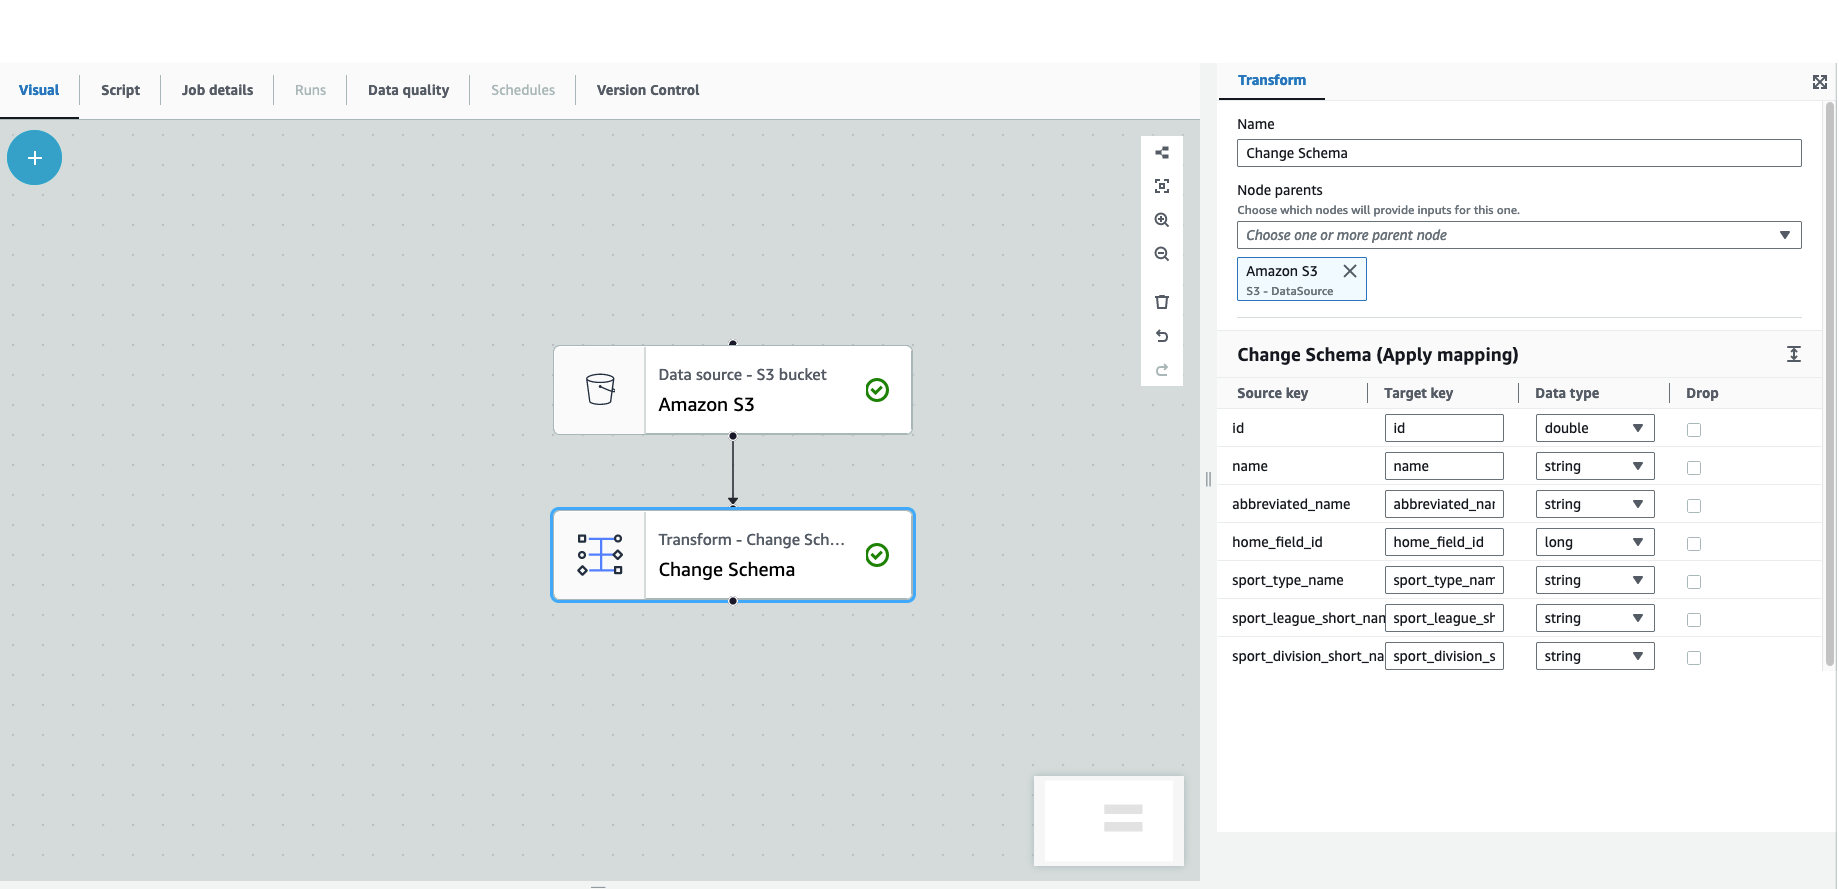 Visual
Script
Job details
Runs
Data quality
Schedules
Version Control
Data source - S3 bucket
Amazon S3
Transform - Change Sch...
Change Schema
Transform
Name
Change Schema
Node parents
Choose which nodes will provide inputs for this one.
Choose one or more parent node
Amazon S3
S3 - DataSource
Change Schema (Apply mapping)
Source key Target key Data type Drop
id id double
name name string
abbreviated_name abbreviated_nar string
home_field_id home_field_id long
sport_type_name sport_type_nam string
sport_league_short_nan sport_league_sh string
sport_division_short_na sport_division_s string